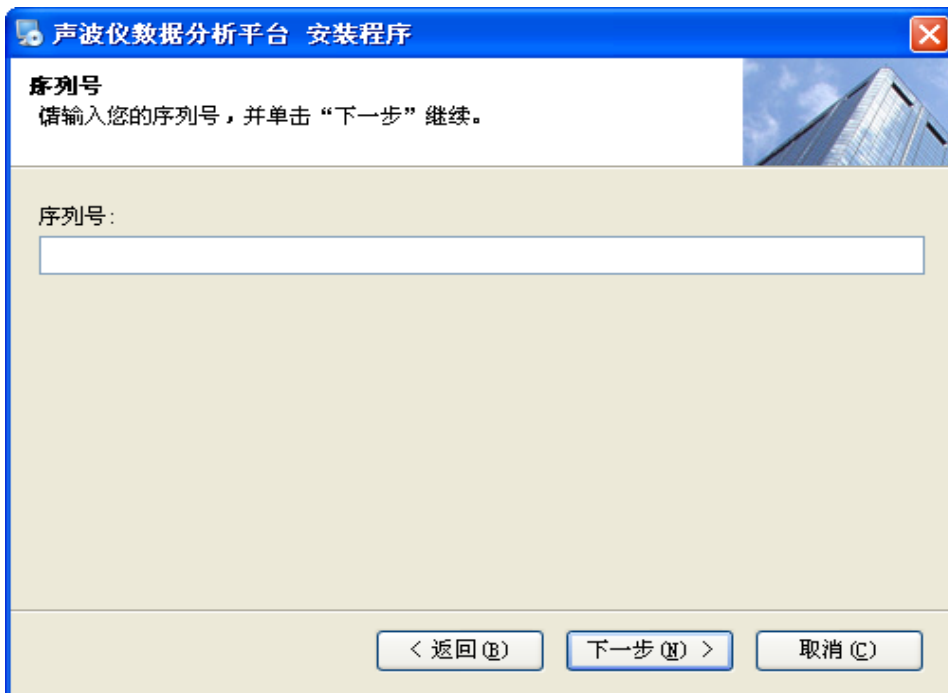 声波仪数据分析平台 安装程序
序列号
请输入您的序列号，并单击“下一步”继续。
序列号:
< 返回(B)
下一步(N) >
取消(C)